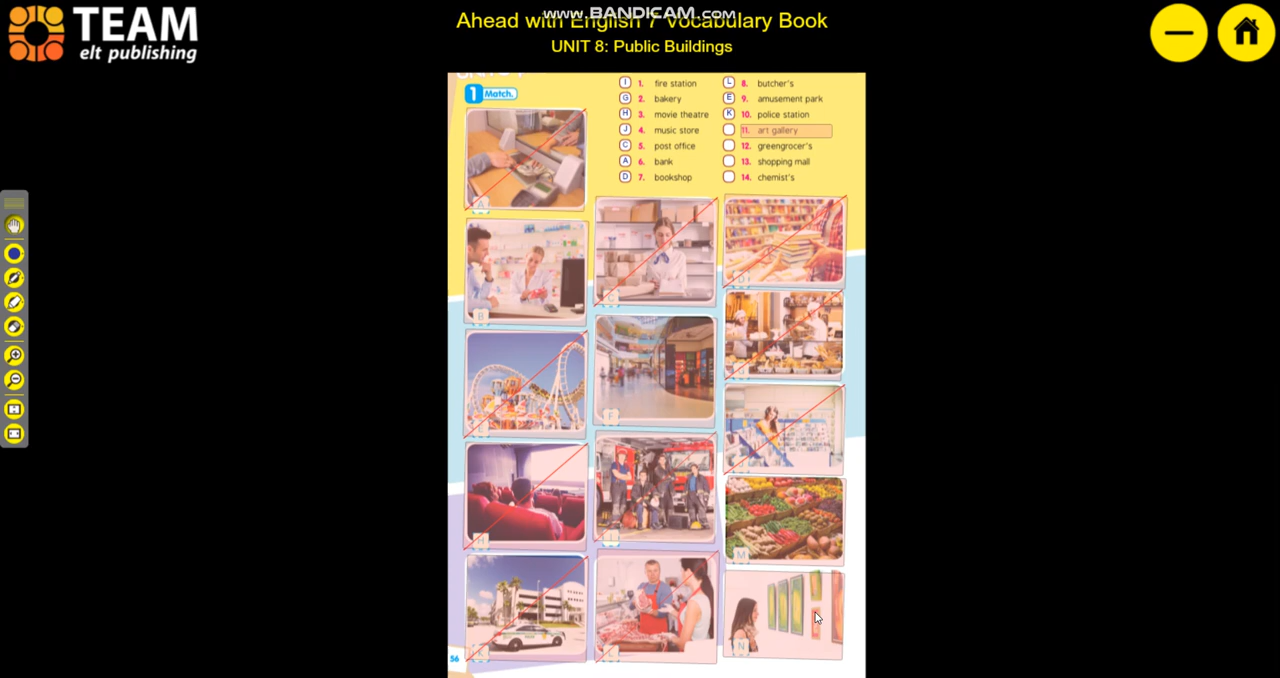 TEAM
elt publishing
www.BANDICAM.com
Ahead with English 7 Vocabulary Book
UNIT 8: Public Buildings
1 Match.
I 1. fire station
G 2. bakery
H 3. movie theatre
J 4. music store
C 5. post office
A 6. bank
D 7. bookshop
L 8. butcher's
E 9. amusement park
K 10. police station
11. art gallery
12. greengrocer's
13. shopping mall
14. chemist's
A
B
C
D
E
F
H
I
K
L
M
N
56